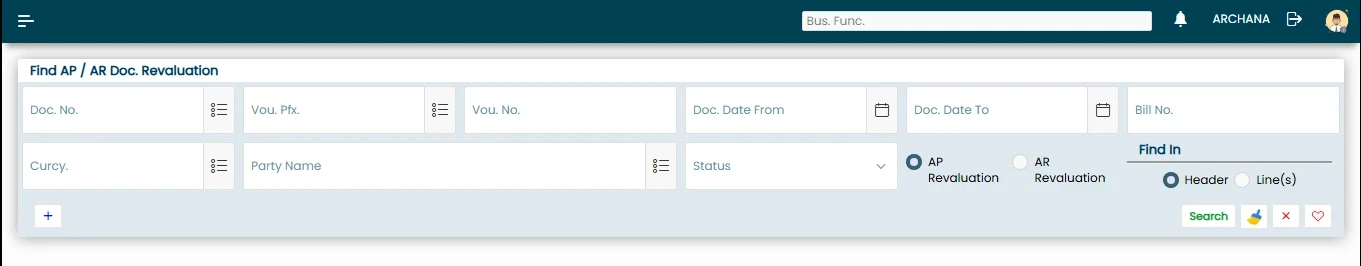 Bus. Func.
ARCHANA
Find AP / AR Doc. Revaluation
Doc. No.
Vou. Pfx.
Vou. No.
Doc. Date From
Doc. Date To
Bill No.
Curcy.
Party Name
Status
AP
Revaluation
AR
Revaluation
Find In
Header
Line(s)
+
Search